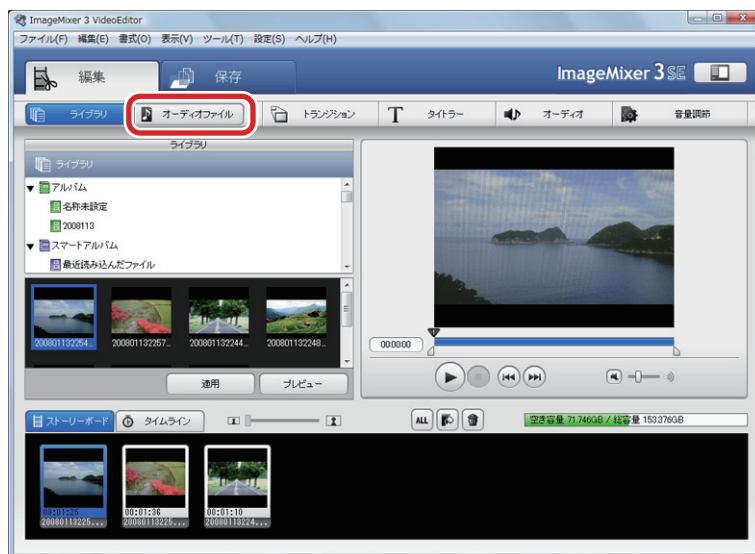 ImageMixer 3 VideoEditor
ファイル(F) 編集(E) 書式(O) 表示(V) ツール(T) 設定(S) ヘルプ(H)
編集 保存 ImageMixer 3 SE
ライブラリ オーディオファイル トランジション T タイトラー オーディオ 音量調節
ライブラリ
ライブラリ
アルバム
名称未設定
2008113
スマートアルバム
最近読み込んだファイル
200801132254... 200801132257... 200801132244... 200801132248...
適用 プレビュー
00:00:00
ストーリーボード タイムライン ALL 空き容量 71.746GB / 総容量 153.376GB
00:01:25 00:01:36 00:01:10
20080113225... 20080113225... 2008011324...